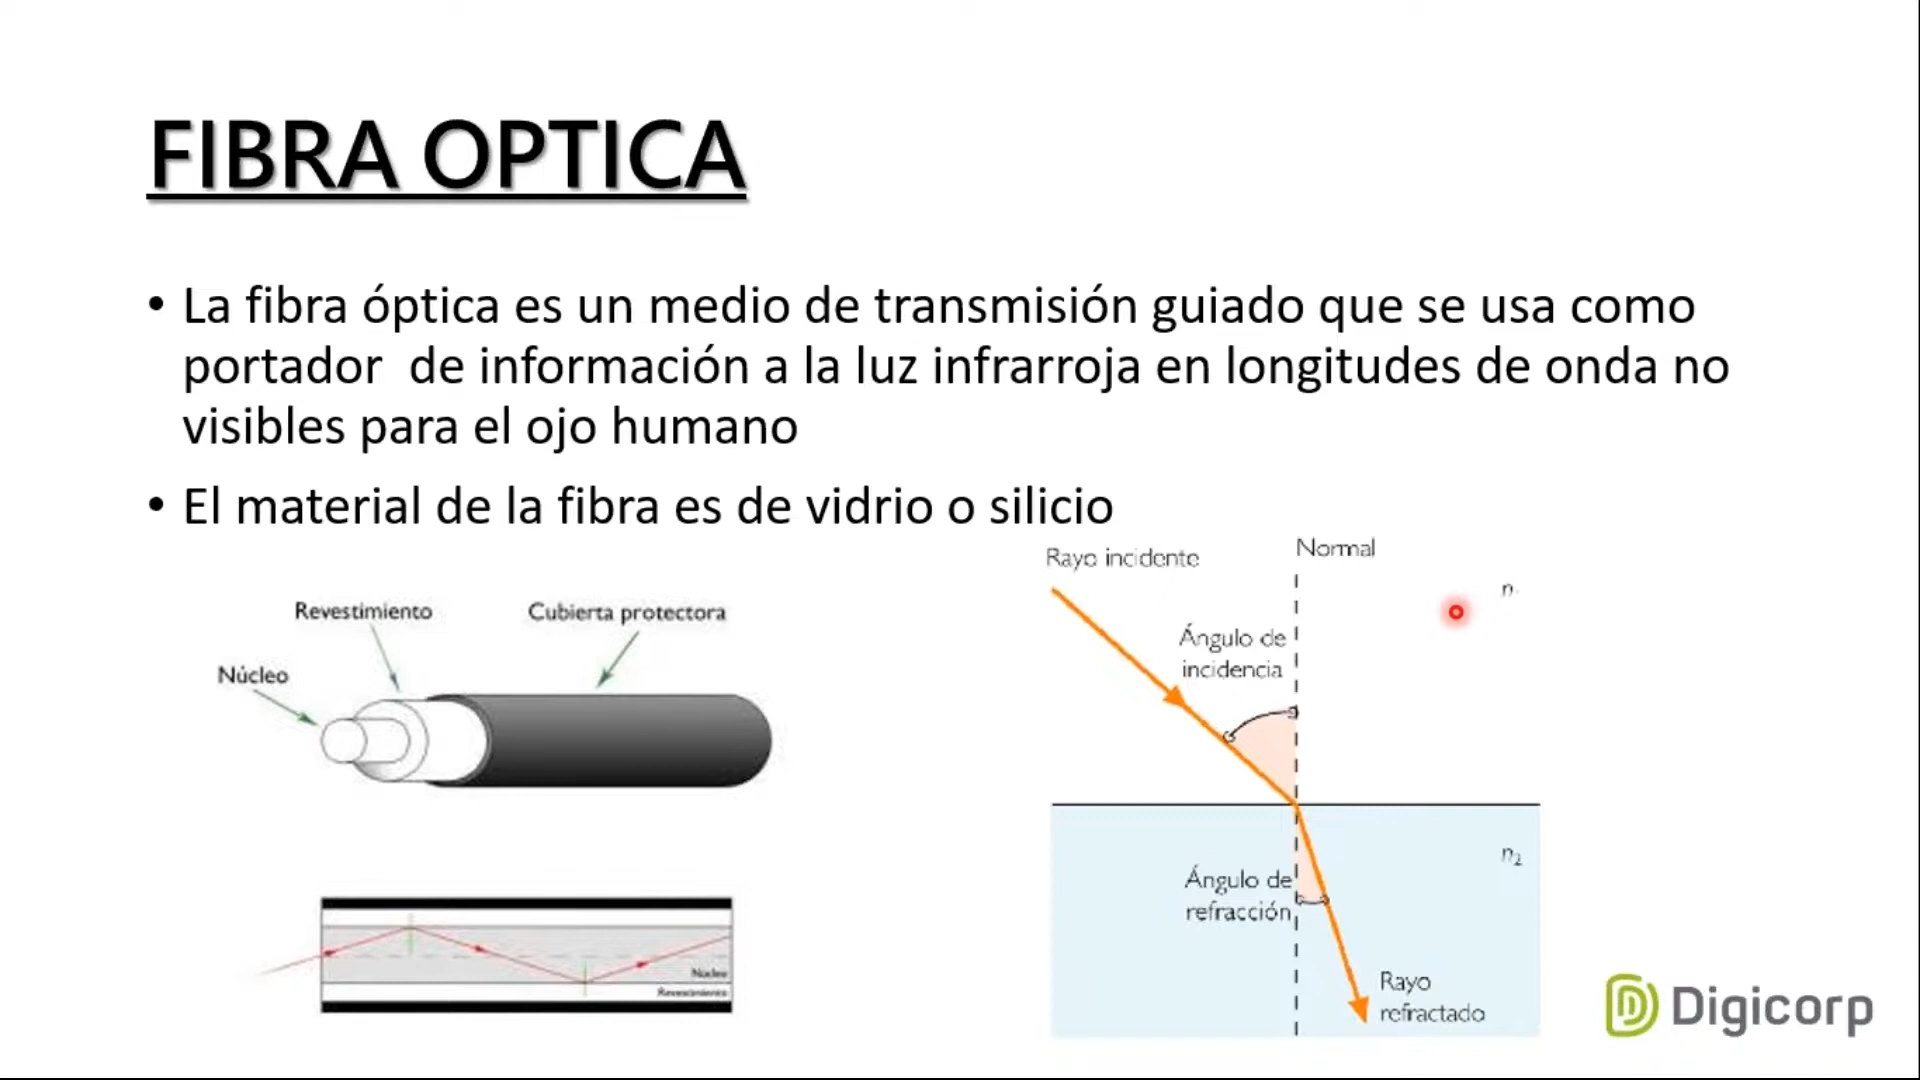 FIBRA OPTICA
• La fibra óptica es un medio de transmisión guiado que se usa como
portador de información a la luz infrarroja en longitudes de onda no
visibles para el ojo humano
• El material de la fibra es de vidrio o silicio
Revestimiento
Cubierta protectora
Núcleo
Núcleo
Revestimiento
Rayo incidente
Normal
Ángulo de
incidencia
n₂
Ángulo de
refracción
Rayo
refractado
Digicorp